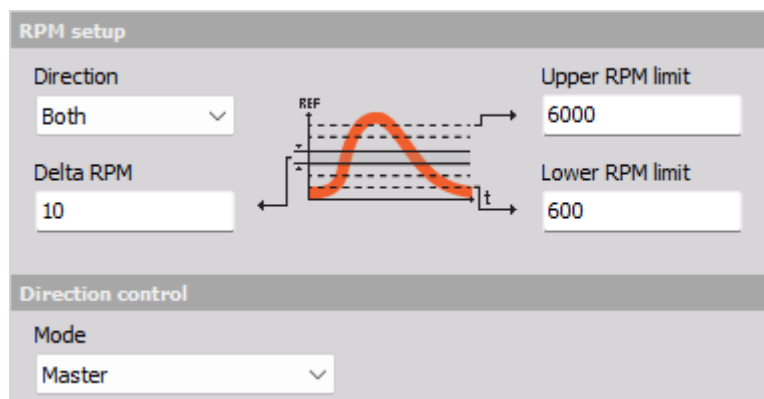 RPM setup
Direction
Both
Delta RPM
10
REF
t
Upper RPM limit
6000
Lower RPM limit
600
Direction control
Mode
Master